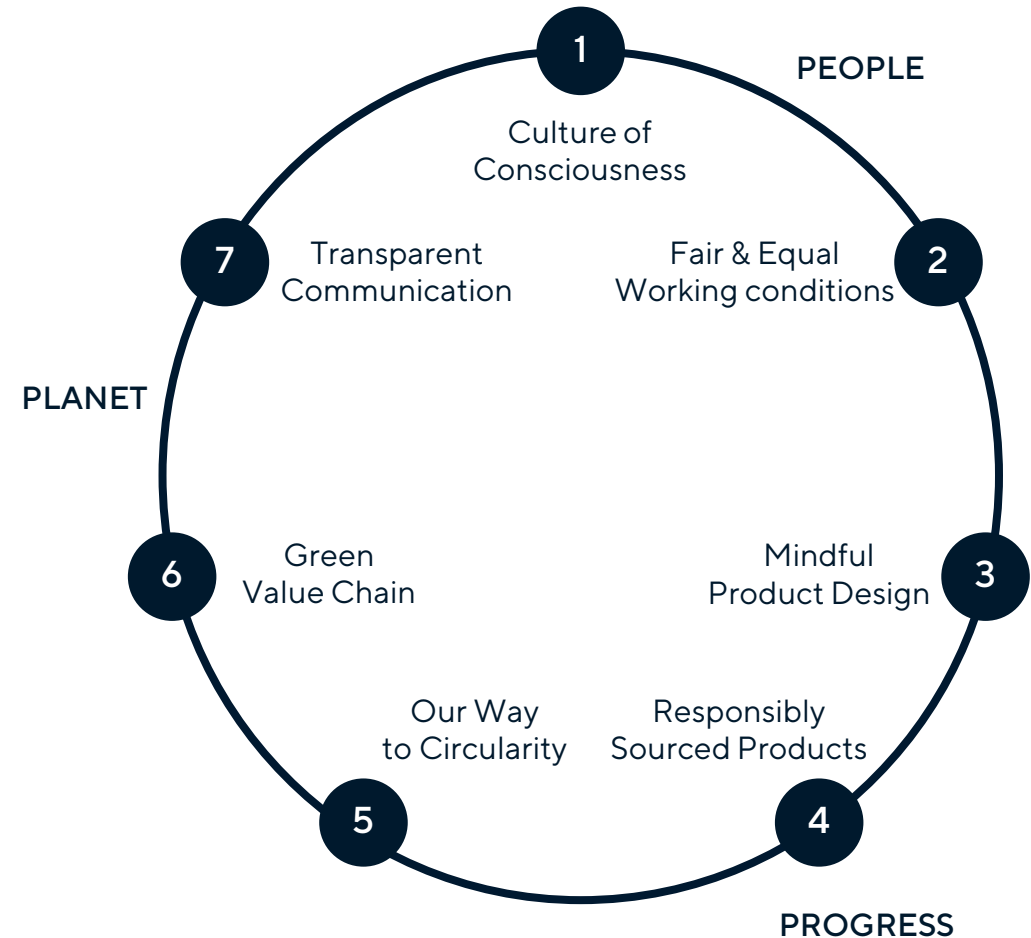 1
PEOPLE
Culture of
Consciousness
2
Fair & Equal
Working conditions
3
Mindful
Product Design
4
Responsibly
Sourced Products
PROGRESS
5
Our Way
to Circularity
6
Green
Value Chain
PLANET
7
Transparent
Communication